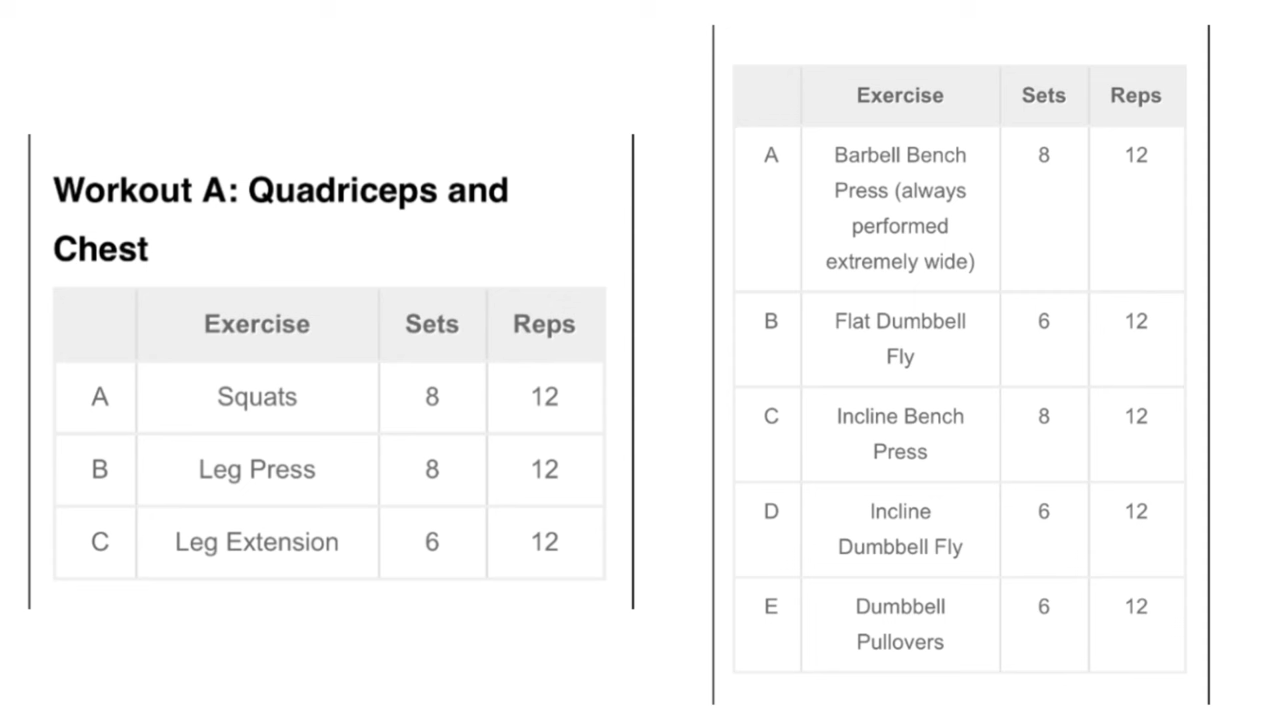 Workout A: Quadriceps and
Chest
Exercise Sets Reps
A Squats 8 12
B Leg Press 8 12
C Leg Extension 6 12
Exercise Sets Reps
A Barbell Bench 8 12
Press (always
performed
extremely wide)
B Flat Dumbbell 6 12
Fly
C Incline Bench 8 12
Press
D Incline 6 12
Dumbbell Fly
E Dumbbell 6 12
Pullovers